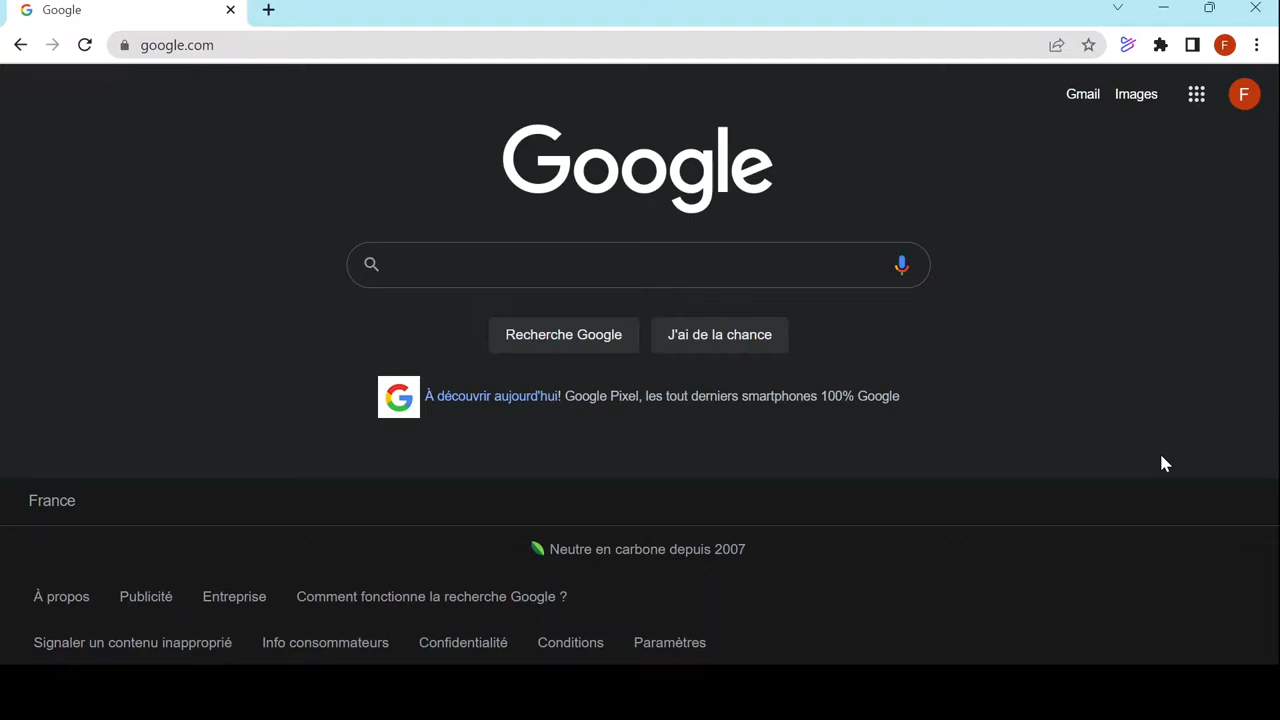 Google
google.com
F
Gmail Images
F
Google
Recherche Google
J'ai de la chance
À découvrir aujourd'hui! Google Pixel, les tout derniers smartphones 100% Google
France
Neutre en carbone depuis 2007
À propos Publicité Entreprise Comment fonctionne la recherche Google ?
Signaler un contenu inapproprié Info consommateurs Confidentialité Conditions Paramètres